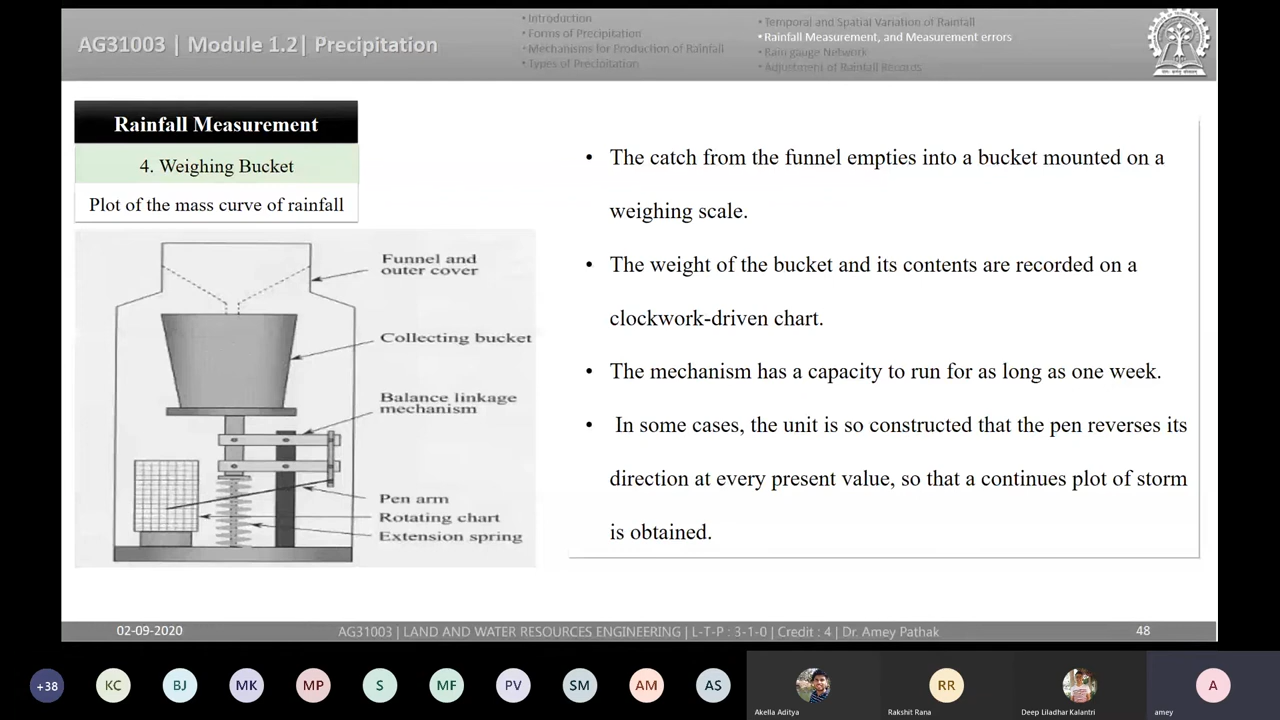 AG31003 | Module 1.2| Precipitation
• Introduction
• Forms of Precipitation
• Mechanisms for Production of Rainfall
• Types of Precipitation
• Temporal and Spatial Variation of Rainfall
• Rainfall Measurement, and Measurement errors
• Rain gauge Network
• Adjustment of Rainfall Records
Rainfall Measurement
4. Weighing Bucket
Plot of the mass curve of rainfall
Funnel and
outer cover
Collecting bucket
Balance linkage
mechanism
Pen arm
Rotating chart
Extension spring
• The catch from the funnel empties into a bucket mounted on a
weighing scale.
• The weight of the bucket and its contents are recorded on a
clockwork-driven chart.
• The mechanism has a capacity to run for as long as one week.
• In some cases, the unit is so constructed that the pen reverses its
direction at every present value, so that a continues plot of storm
is obtained.
02-09-2020
AG31003 | LAND AND WATER RESOURCES ENGINEERING | L-T-P : 3-1-0 | Credit : 4 | Dr. Amey Pathak
48
+38
KC
BJ
MK
MP
S
MF
PV
SM
AM
AS
Akella Aditya
RR
Rakshit Rana
Deep Liladhar Kalantri
A
amey